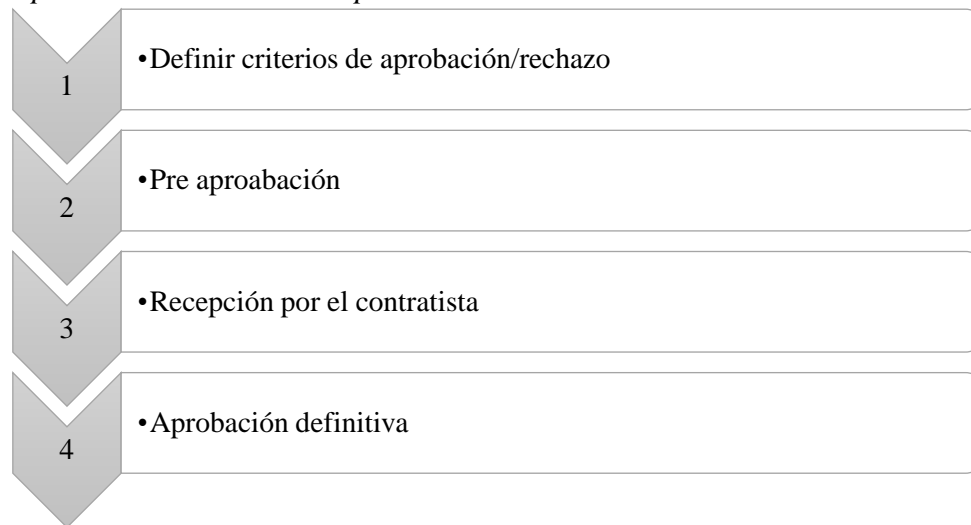 1
•Definir criterios de aprobación/rechazo
2
•Pre aproabación
3
•Recepción por el contratista
4
•Aprobación definitiva